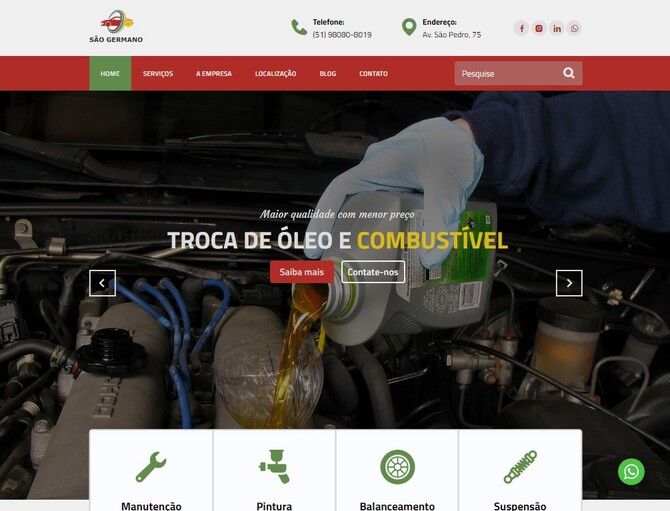 SÃO GERMANO
Telefone:
(51) 98080-8019
Endereço:
Av. São Pedro, 75
HOME
SERVIÇOS
A EMPRESA
LOCALIZAÇÃO
BLOG
CONTATO
Pesquise
Maior qualidade com menor preço
TROCA DE ÓLEO E COMBUSTÍVEL
Saiba mais
Contate-nos
Manutenção
Pintura
Balanceamento
Suspensão